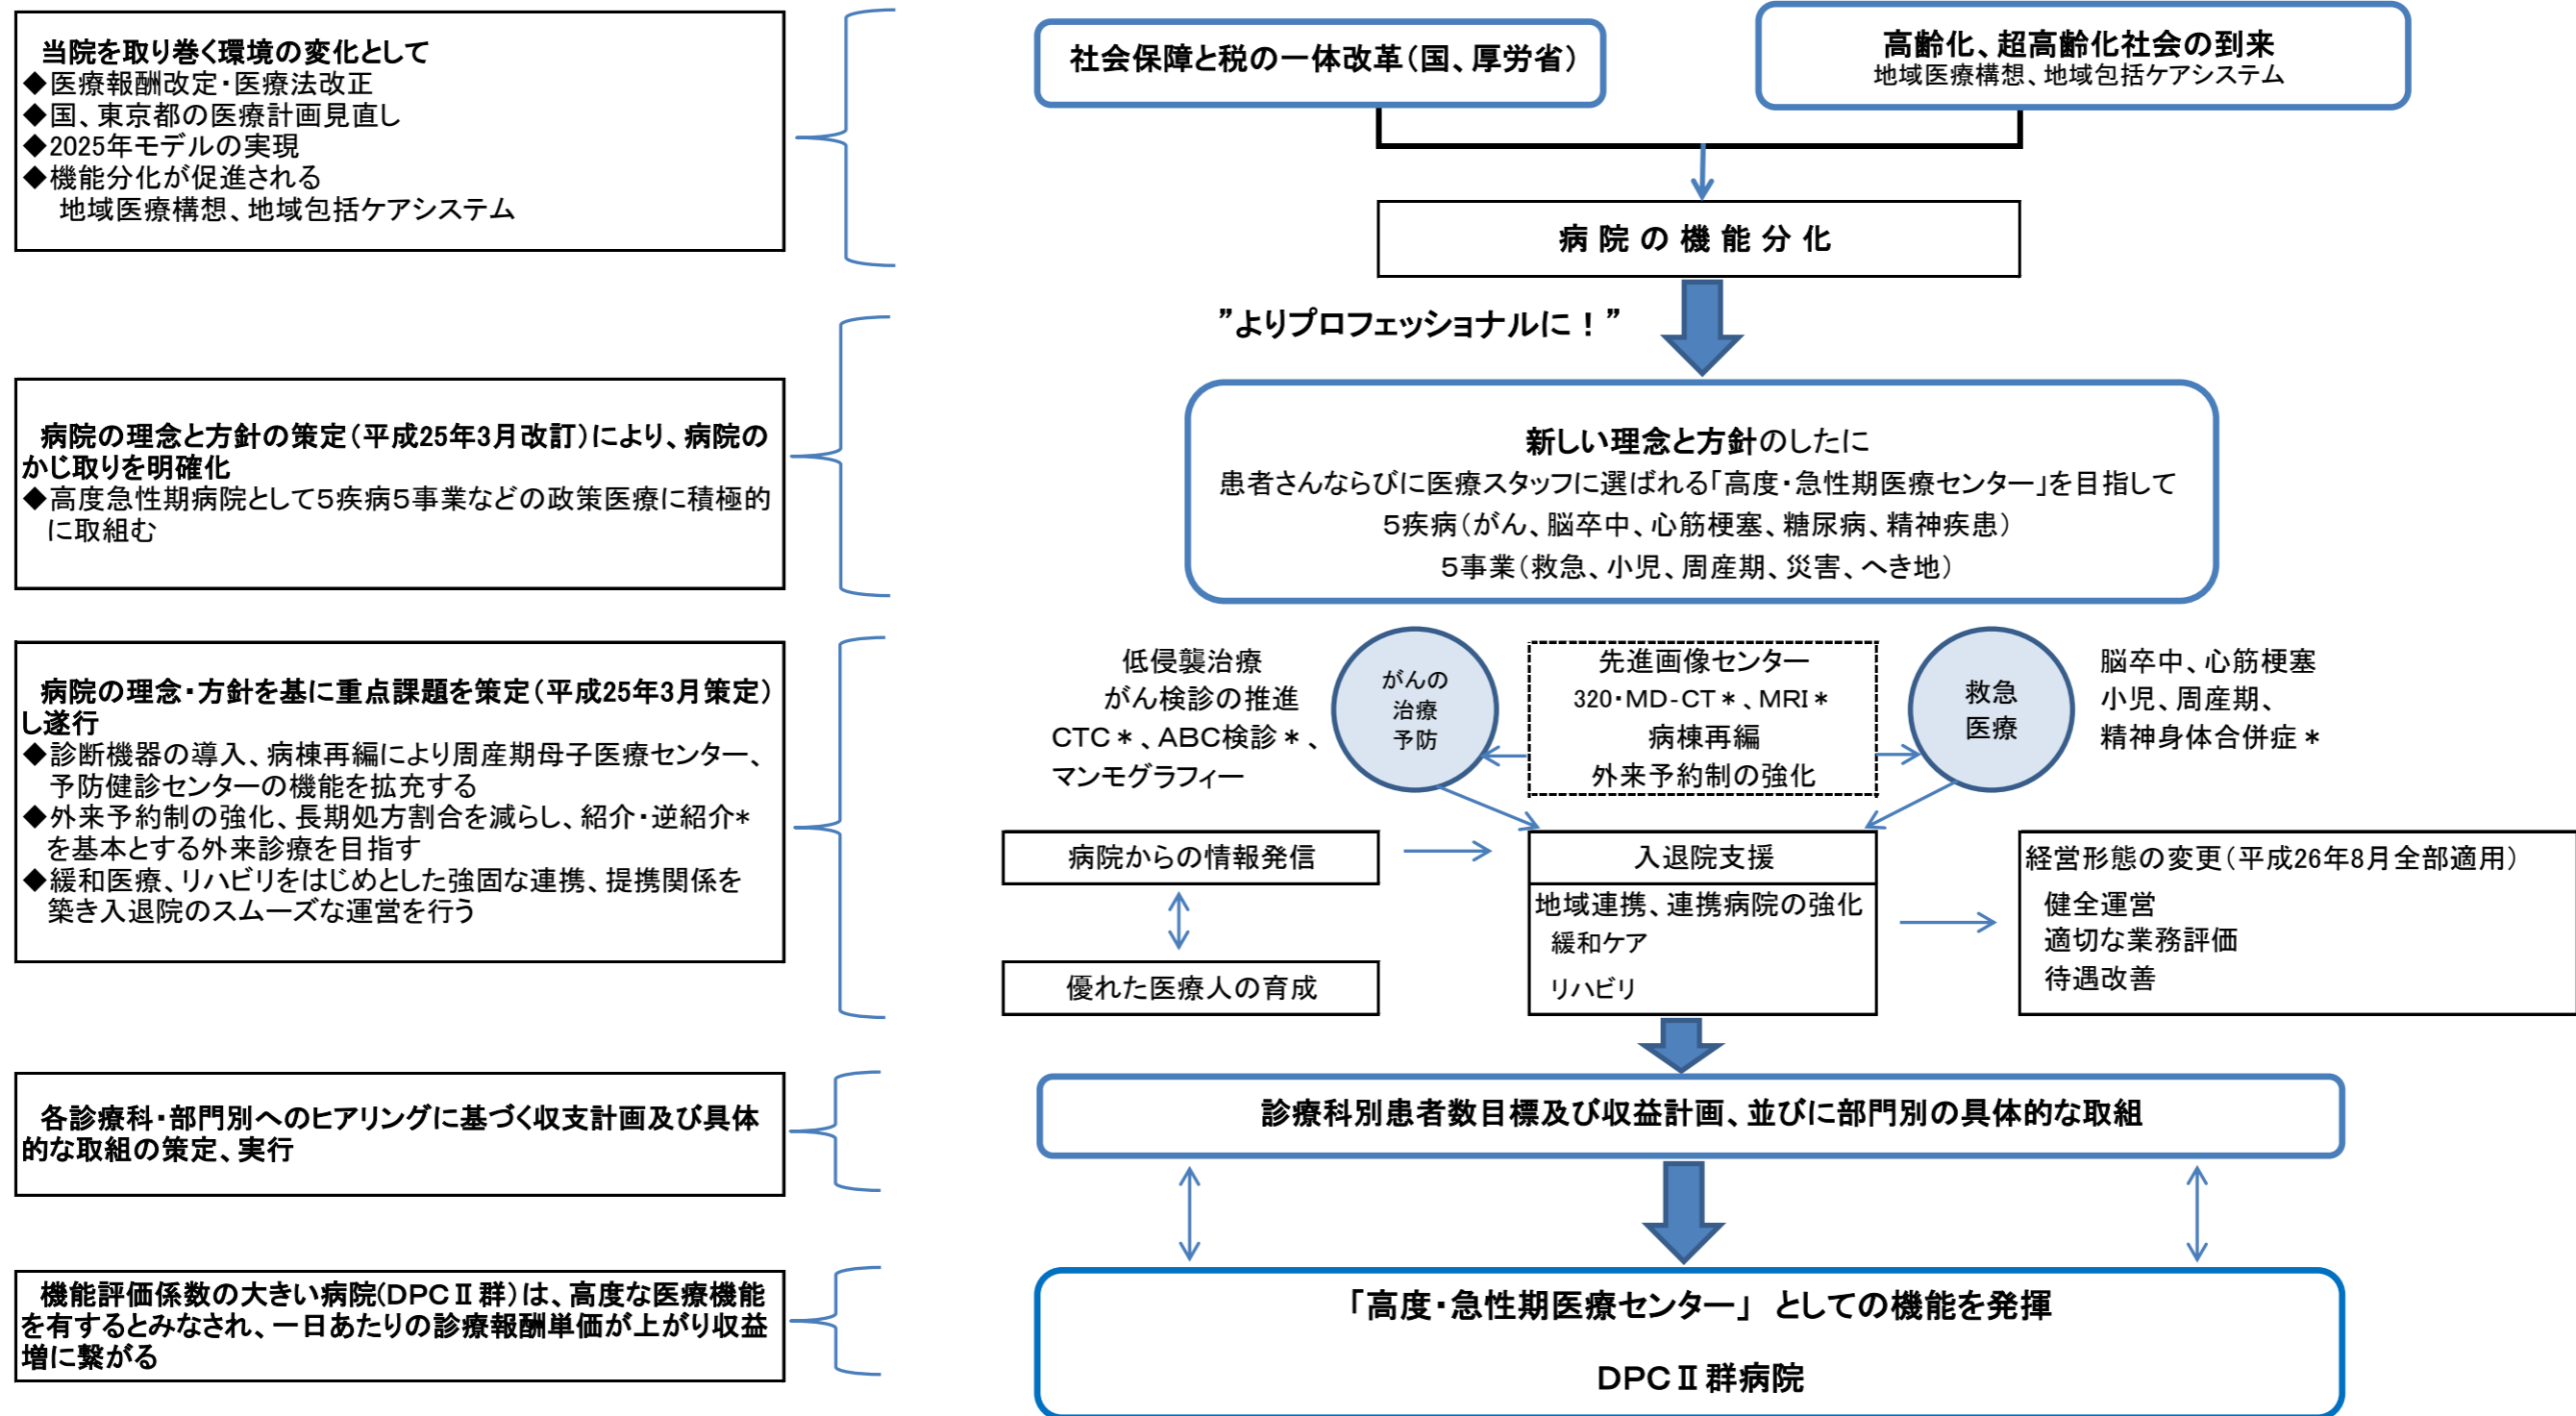 当院を取り巻く環境の変化として
◆医療報酬改定・医療法改正
◆国、東京都の医療計画見直し
◆2025年モデルの実現
◆機能分化が促進される
地域医療構想、地域包括ケアシステム
社会保障と税の一体改革（国、厚労省）
高齢化、超高齢化社会の到来
地域医療構想、地域包括ケアシステム
病院の機能分化
”よりプロフェッショナルに！”
病院の理念と方針の策定（平成25年3月改訂）により、病院の
かじ取りを明確化
◆高度急性期病院として５疾病５事業などの政策医療に積極的
に取組む
新しい理念と方針のしたに
患者さんならびに医療スタッフに選ばれる「高度・急性期医療センター」を目指して
５疾病（がん、脳卒中、心筋梗塞、糖尿病、精神疾患）
５事業（救急、小児、周産期、災害、へき地）
病院の理念・方針を基に重点課題を策定（平成25年3月策定）
し遂行
◆診断機器の導入、病棟再編により周産期母子医療センター、
予防健診センターの機能を拡充する
◆外来予約制の強化、長期処方割合を減らし、紹介・逆紹介*
を基本とする外来診療を目指す
◆緩和医療、リハビリをはじめとした強固な連携、提携関係を
築き入退院のスムーズな運営を行う
低侵襲治療
がん検診の推進
CTC＊、ABC検診＊、
マンモグラフィー
がんの
治療
予防
先進画像センター
320・MD-CT＊、MRI＊
病棟再編
外来予約制の強化
救急
医療
脳卒中、心筋梗塞
小児、周産期、
精神身体合併症＊
病院からの情報発信
優れた医療人の育成
入退院支援
地域連携、連携病院の強化
緩和ケア
リハビリ
経営形態の変更（平成26年8月全部適用）
健全運営
適切な業務評価
待遇改善
各診療科・部門別へのヒアリングに基づく収支計画及び具体
的な取組の策定、実行
診療科別患者数目標及び収益計画、並びに部門別の具体的な取組
機能評価係数の大きい病院(DPCⅡ群）は、高度な医療機能
を有するとみなされ、一日あたりの診療報酬単価が上がり収益
増に繋がる
「高度・急性期医療センター」 としての機能を発揮
DPCⅡ群病院